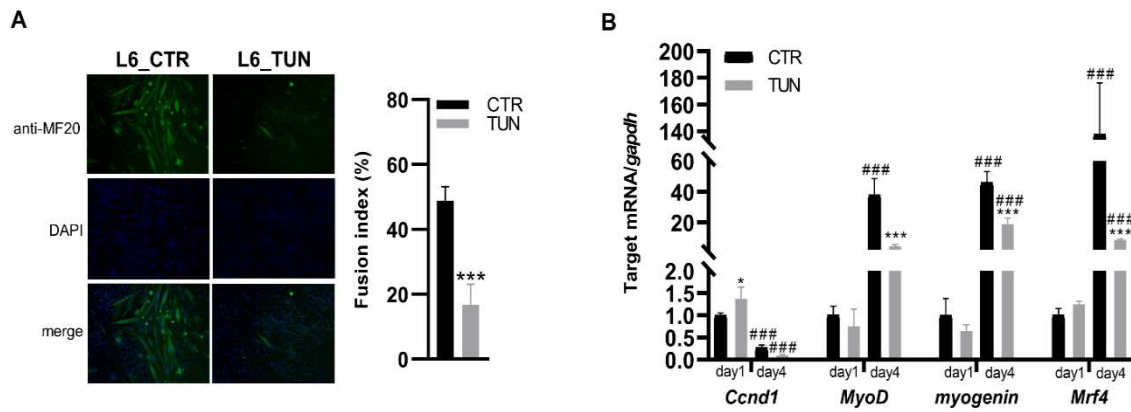 A
L6_CTR L6_TUN
anti-MF20
DAPI
merge
Fusion index (%)
80
60
40
20
0
CTR
TUN
***
B
Target mRNA/gapdh
200
180
160
140
60
40
20
2.0
1.5
1.0
0.5
0.0
CTR
TUN
*
###
###
###
***
###
###
***
###
###
***
day1 day4 day1 day4 day1 day4 day1 day4
Ccnd1 MyoD myogenin Mrf4